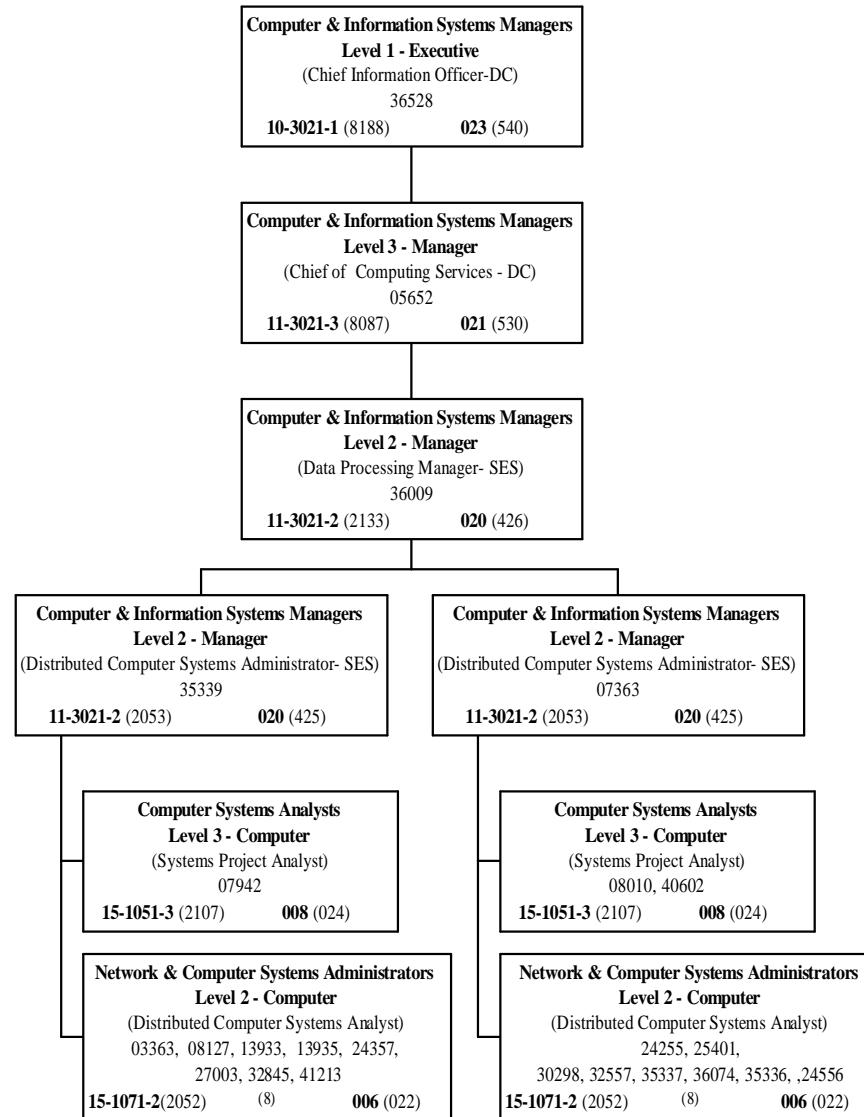 Computer & Information Systems Managers
Level 1 - Executive
(Chief Information Officer-DC)
36528
10-3021-1 (8188) 023 (540)
Computer & Information Systems Managers
Level 3 - Manager
(Chief of Computing Services - DC)
05652
11-3021-3 (8087) 021 (530)
Computer & Information Systems Managers
Level 2 - Manager
(Data Processing Manager- SES)
36009
11-3021-2 (2133) 020 (426)
Computer & Information Systems Managers
Level 2 - Manager
(Distributed Computer Systems Administrator- SES)
35339
11-3021-2 (2053) 020 (425)
Computer & Information Systems Managers
Level 2 - Manager
(Distributed Computer Systems Administrator- SES)
07363
11-3021-2 (2053) 020 (425)
Computer Systems Analysts
Level 3 - Computer
(Systems Project Analyst)
07942
15-1051-3 (2107) 008 (024)
Computer Systems Analysts
Level 3 - Computer
(Systems Project Analyst)
08010, 40602
15-1051-3 (2107) 008 (024)
Network & Computer Systems Administrators
Level 2 - Computer
(Distributed Computer Systems Analyst)
03363, 08127, 13933, 13935, 24357,
27003, 32845, 41213
15-1071-2(2052) (8) 006 (022)
Network & Computer Systems Administrators
Level 2 - Computer
(Distributed Computer Systems Analyst)
24255, 25401,
30298, 32557, 35337, 36074, 35336, ,24556
15-1071-2 (2052) (8) 006 (022)